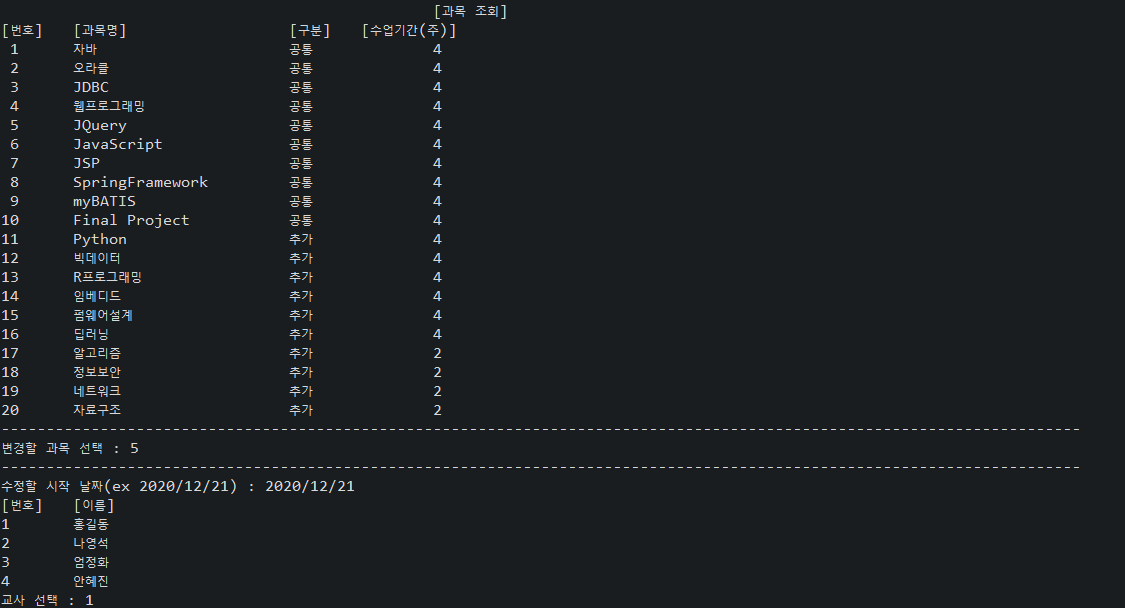 [과목 조회]
[번호] [과목명] [구분] [수업기간(주)]
1 자바 공통 4
2 오라클 공통 4
3 JDBC 공통 4
4 웹프로그래밍 공통 4
5 JQuery 공통 4
6 JavaScript 공통 4
7 JSP 공통 4
8 SpringFramework 공통 4
9 myBATIS 공통 4
10 Final Project 공통 4
11 Python 추가 4
12 빅데이터 추가 4
13 R프로그래밍 추가 4
14 임베디드 추가 4
15 펌웨어설계 추가 4
16 딥러닝 추가 4
17 알고리즘 추가 2
18 정보보안 추가 2
19 네트워크 추가 2
20 자료구조 추가 2
------------------------------------------------------------------------------------------------------------------------
변경할 과목 선택 : 5
------------------------------------------------------------------------------------------------------------------------
수정할 시작 날짜(ex 2020/12/21) : 2020/12/21
[번호] [이름]
1 홍길동
2 나영석
3 엄정화
4 안혜진
교사 선택 : 1